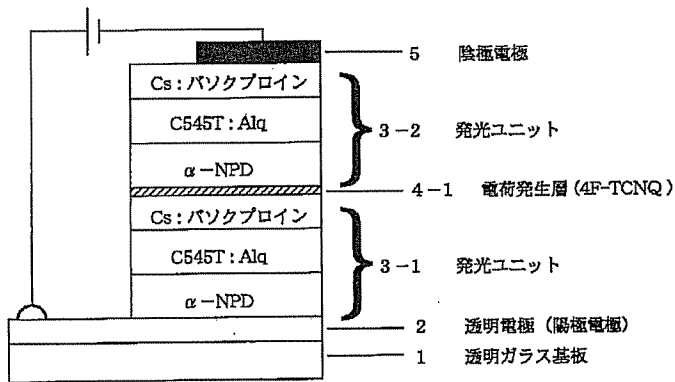 5 陰極電極
Cs：バソクプロイン
C545T：Alq
3－2 発光ユニット
α－NPD
4－1 電荷発生層 (4F-TCNQ)
Cs：バソクプロイン
C545T：Alq
3－1 発光ユニット
α－NPD
2 透明電極（陽極電極）
1 透明ガラス基板